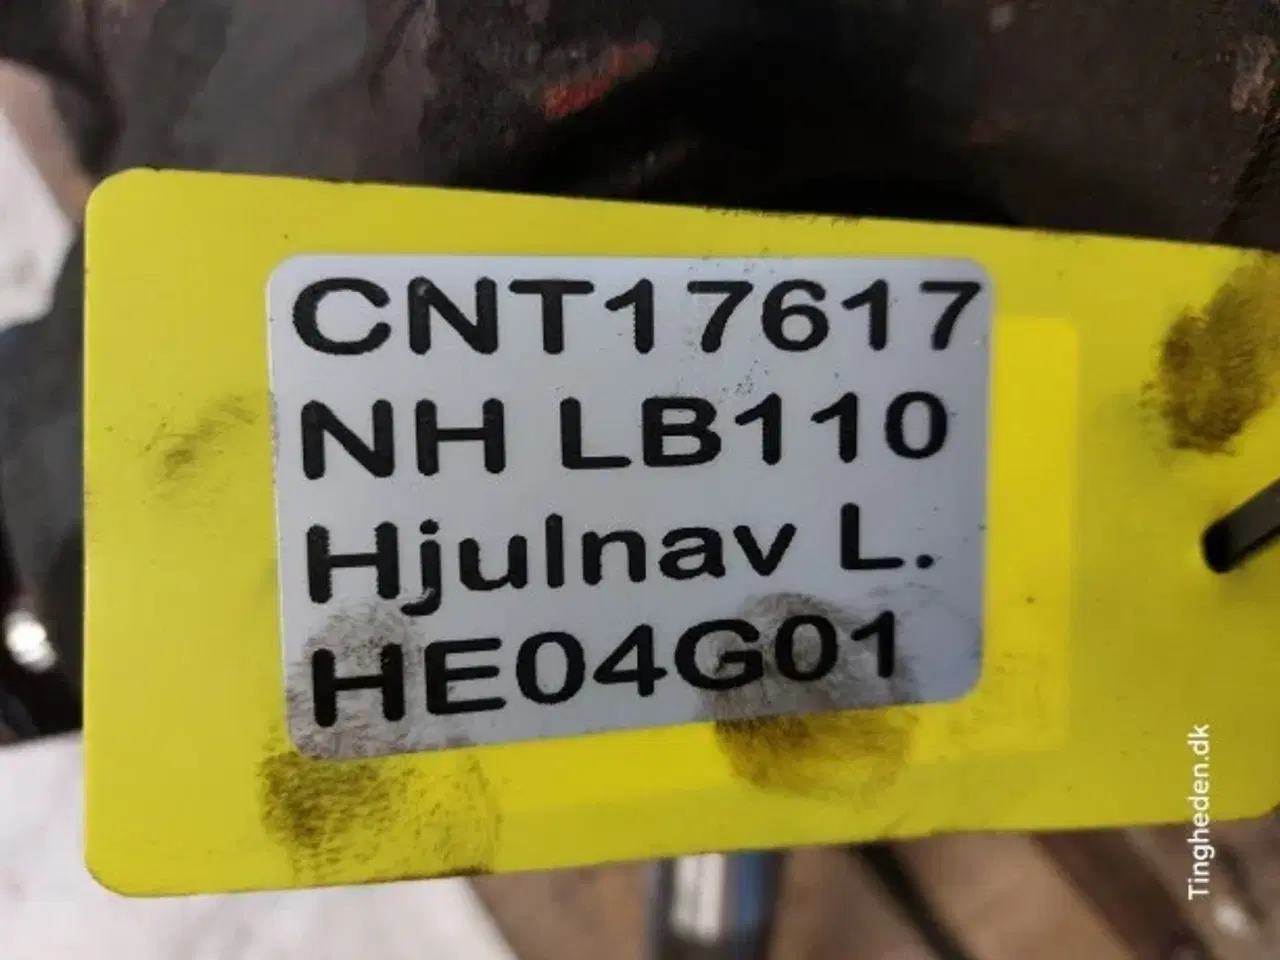 CNT17617
NH LB110
Hjulnav L.
HE04G01
Tingheden.dk